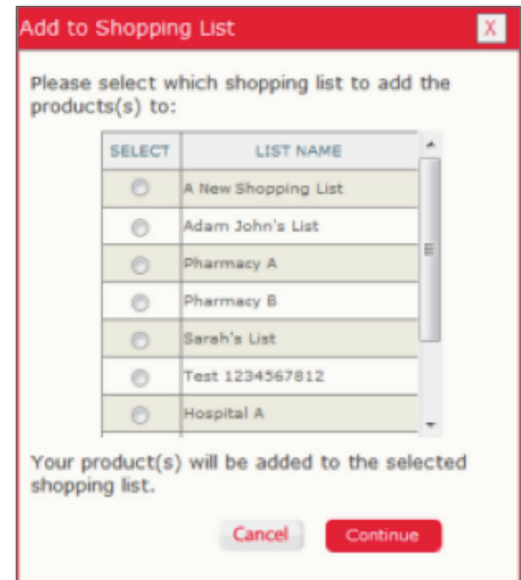 Add to Shopping List
X
Please select which shopping list to add the
products(s) to:
SELECT LIST NAME
A New Shopping List
Adam John's List
Pharmacy A
Pharmacy B
Sarah's List
Test 1234567812
Hospital A
Your product(s) will be added to the selected
shopping list.
Cancel Continue